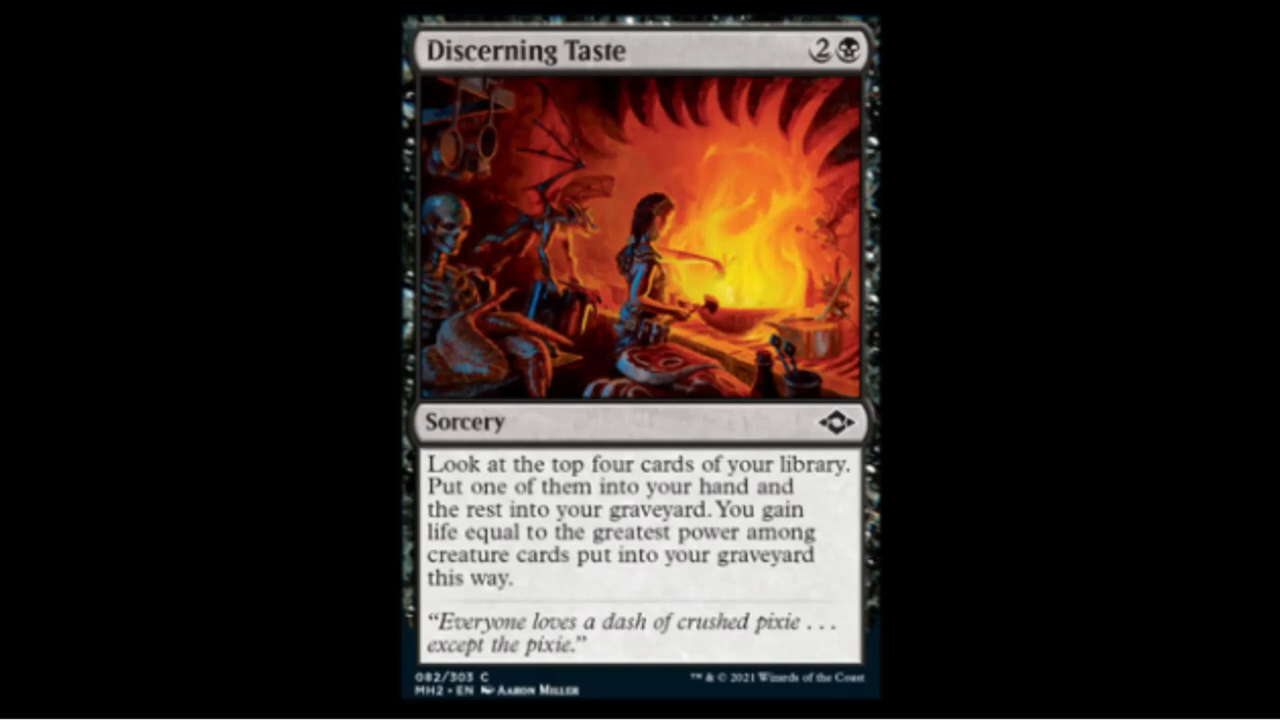 Discerning Taste 2
Sorcery
Look at the top four cards of your library.
Put one of them into your hand and
the rest into your graveyard. You gain
life equal to the greatest power among
creature cards put into your graveyard
this way.
“Everyone loves a dash of crushed pixie . . .
except the pixie.”
082/303 C
MH2 • EN Aaron Miller
™ & © 2021 Wizards of the Coast